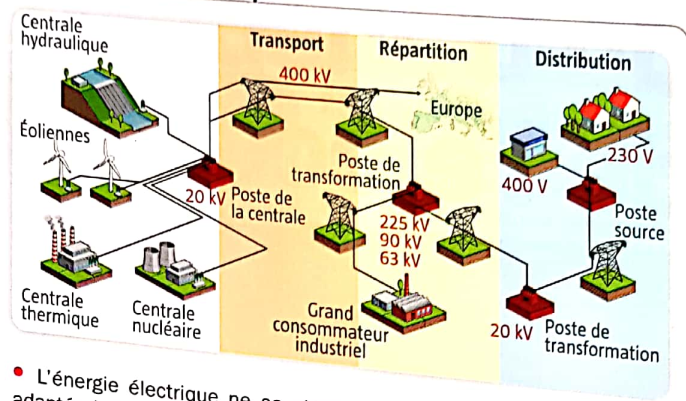 Centrale
hydraulique
Transport
Répartition
Distribution
400 kV
Europe
Éoliennes
230 V
400 V
Poste de
transformation
20 kV
Poste de
la centrale
225 kV
90 kV
63 kV
Poste
source
Centrale
thermique
Centrale
nucléaire
Grand
consommateur
industriel
20 kV
Poste de
transformation
• L'énergie électrique ne